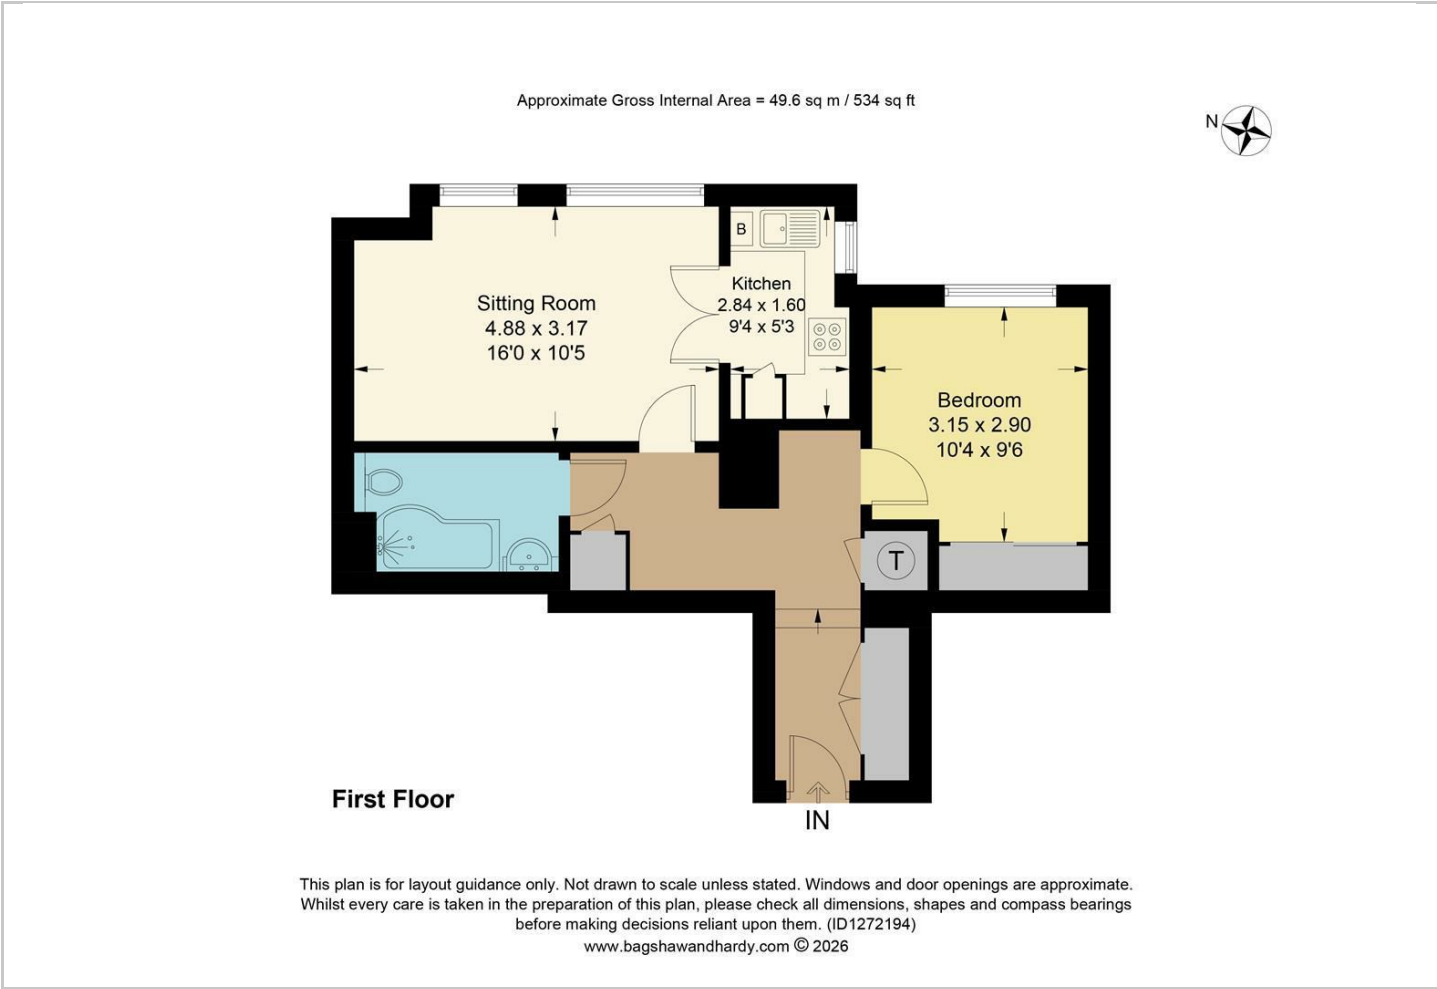 Approximate Gross Internal Area = 49.6 sq m / 534 sq ft
N
B
Kitchen
2.84 x 1.60
9'4 x 5'3
Sitting Room
4.88 x 3.17
16'0 x 10'5
Bedroom
3.15 x 2.90
10'4 x 9'6
T
First Floor
IN
This plan is for layout guidance only. Not drawn to scale unless stated. Windows and door openings are approximate.
Whilst every care is taken in the preparation of this plan, please check all dimensions, shapes and compass bearings
before making decisions reliant upon them. (ID1272194)
www.bagshawandhardy.com © 2026